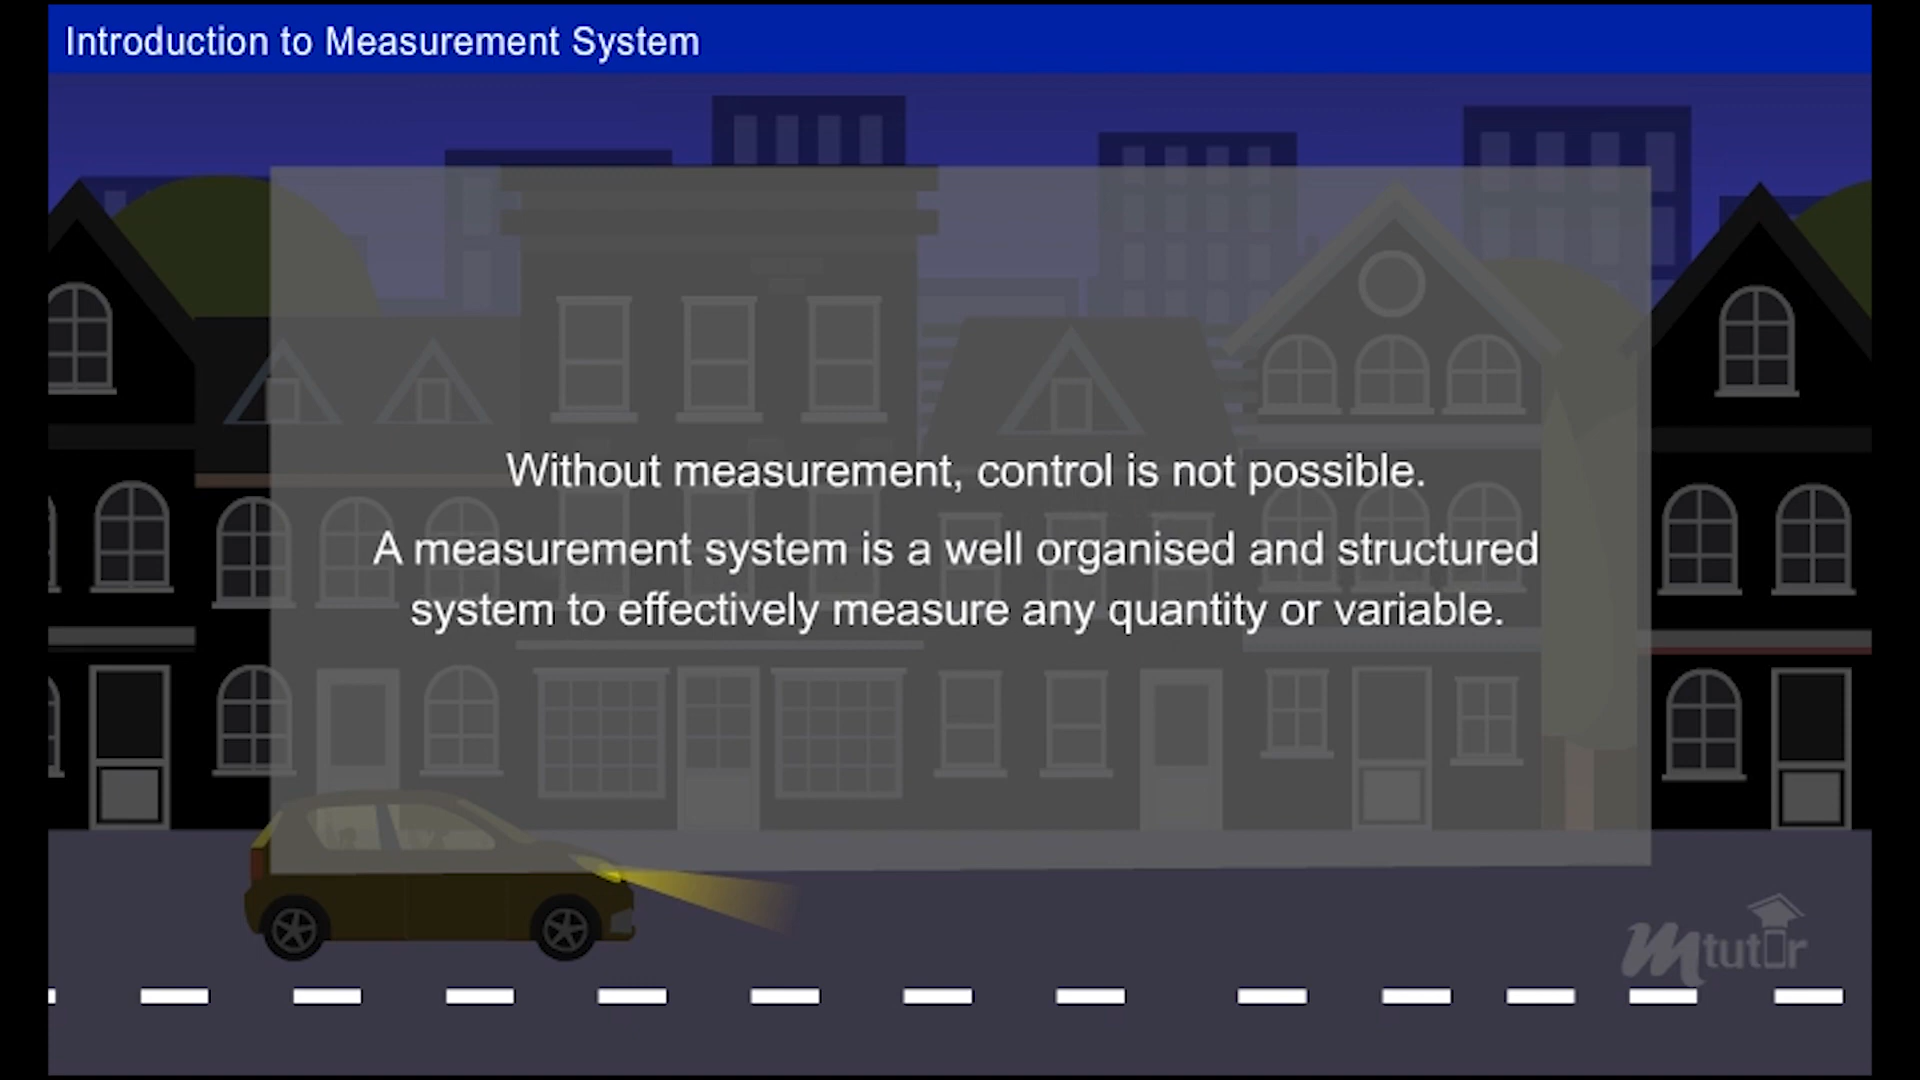 Introduction to Measurement System
Without measurement, control is not possible.
A measurement system is a well organised and structured
system to effectively measure any quantity or variable.
Mtutor